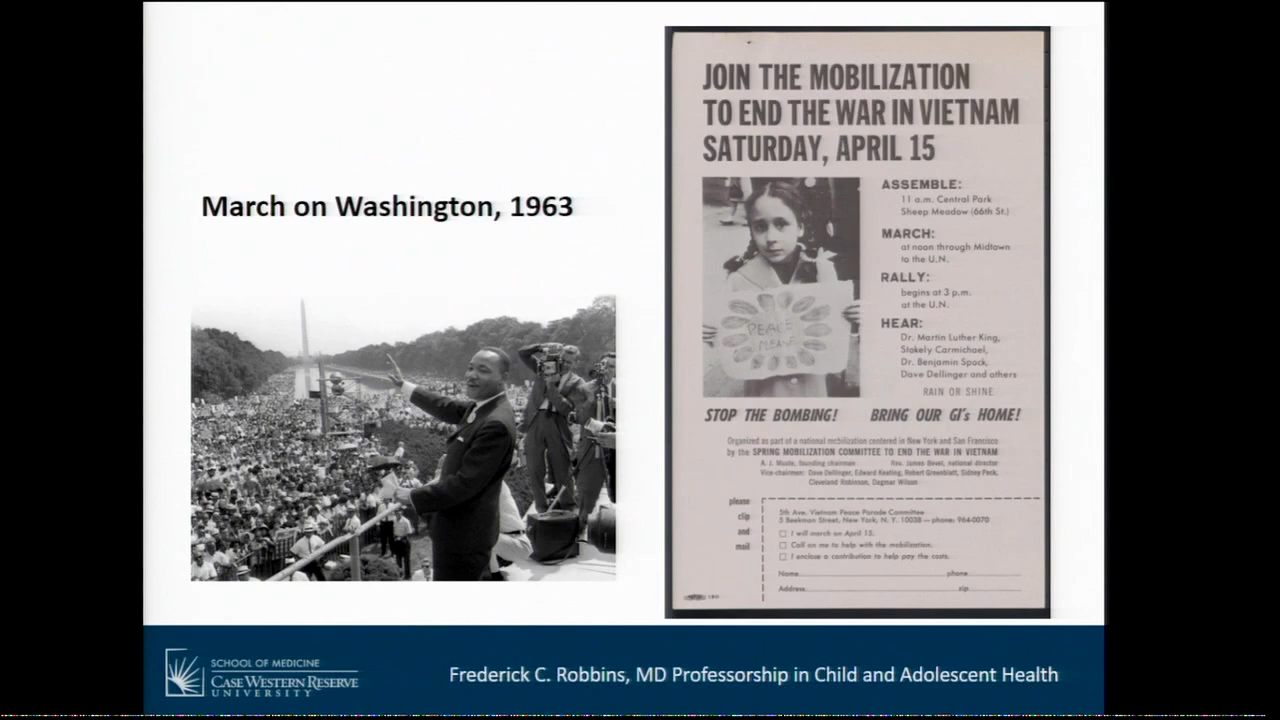 March on Washington, 1963
JOIN THE MOBILIZATION
TO END THE WAR IN VIETNAM
SATURDAY, APRIL 15
ASSEMBLE:
11 a.m. Central Park
Sheep Meadow (66th St.)
MARCH:
at noon through Midtown
to the U.N.
RALLY:
begins at 3 p.m.
at the U.N.
HEAR:
Dr. Martin Luther King,
Stokely Carmichael,
Dr. Benjamin Spock,
Dave Dellinger and others
RAIN OR SHINE
PEACE
PLEASE
STOP THE BOMBING! BRING OUR GI's HOME!
Organized as part of a national mobilization centered in New York and San Francisco
by the SPRING MOBILIZATION COMMITTEE TO END THE WAR IN VIETNAM
A. J. Muste, founding chairman Rev. James Bevel, national director
Vice-chairmen: Dave Dellinger, Edward Keating, Robert Greenblatt, Sidney Peck,
Cleveland Robinson, Dagmar Wilson
please
clip
and
mail
5th Ave. Vietnam Peace Parade Committee
5 Beekman Street, New York, N. Y. 10038 — phone: 964-0070
I will march on April 15.
Call on me to help with the mobilization.
I enclose a contribution to help pay the costs.
Name phone
Address zip
SCHOOL OF MEDICINE
CASE WESTERN RESERVE
UNIVERSITY
Frederick C. Robbins, MD Professorship in Child and Adolescent Health